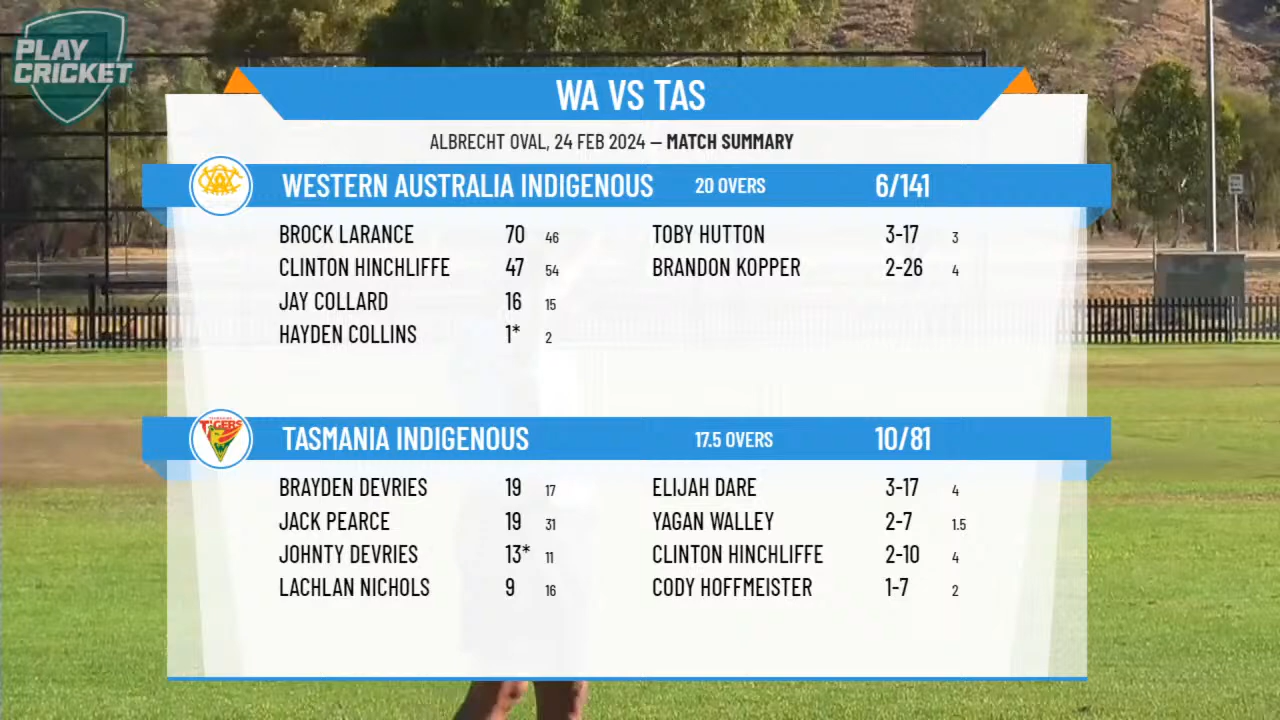 PLAY
CRICKET
WA VS TAS
ALBRECHT OVAL, 24 FEB 2024 – MATCH SUMMARY
WESTERN AUSTRALIA INDIGENOUS 20 OVERS 6/141
BROCK LARANCE 70 46 TOBY HUTTON 3-17 3
CLINTON HINCHLIFFE 47 54 BRANDON KOPPER 2-26 4
JAY COLLARD 16 15
HAYDEN COLLINS 1* 2
TIGERS
TASMANIA INDIGENOUS 17.5 OVERS 10/81
BRAYDEN DEVRIES 19 17 ELIJAH DARE 3-17 4
JACK PEARCE 19 31 YAGAN WALLEY 2-7 1.5
JOHNTY DEVRIES 13* 11 CLINTON HINCHLIFFE 2-10 4
LACHLAN NICHOLS 9 16 CODY HOFFMEISTER 1-7 2